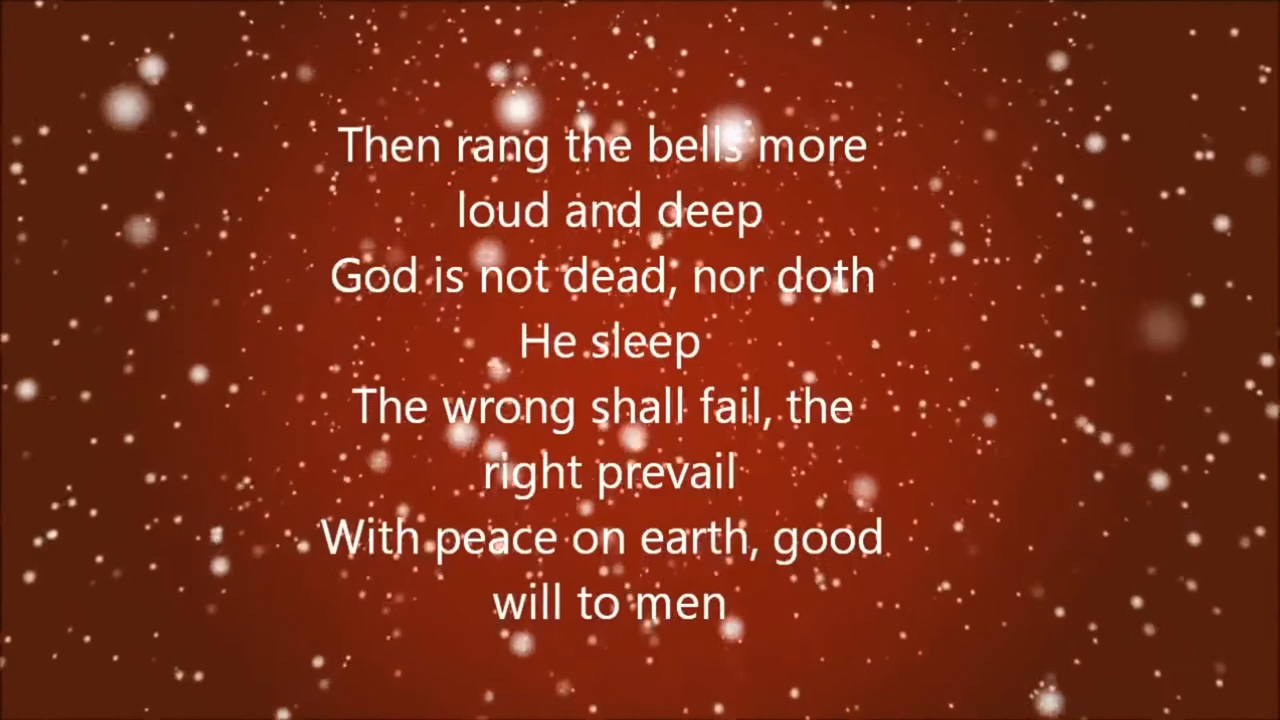 Then rang the bells more
loud and deep
God is not dead, nor doth
He sleep
The wrong shall fail, the
right prevail
With peace on earth, good
will to men